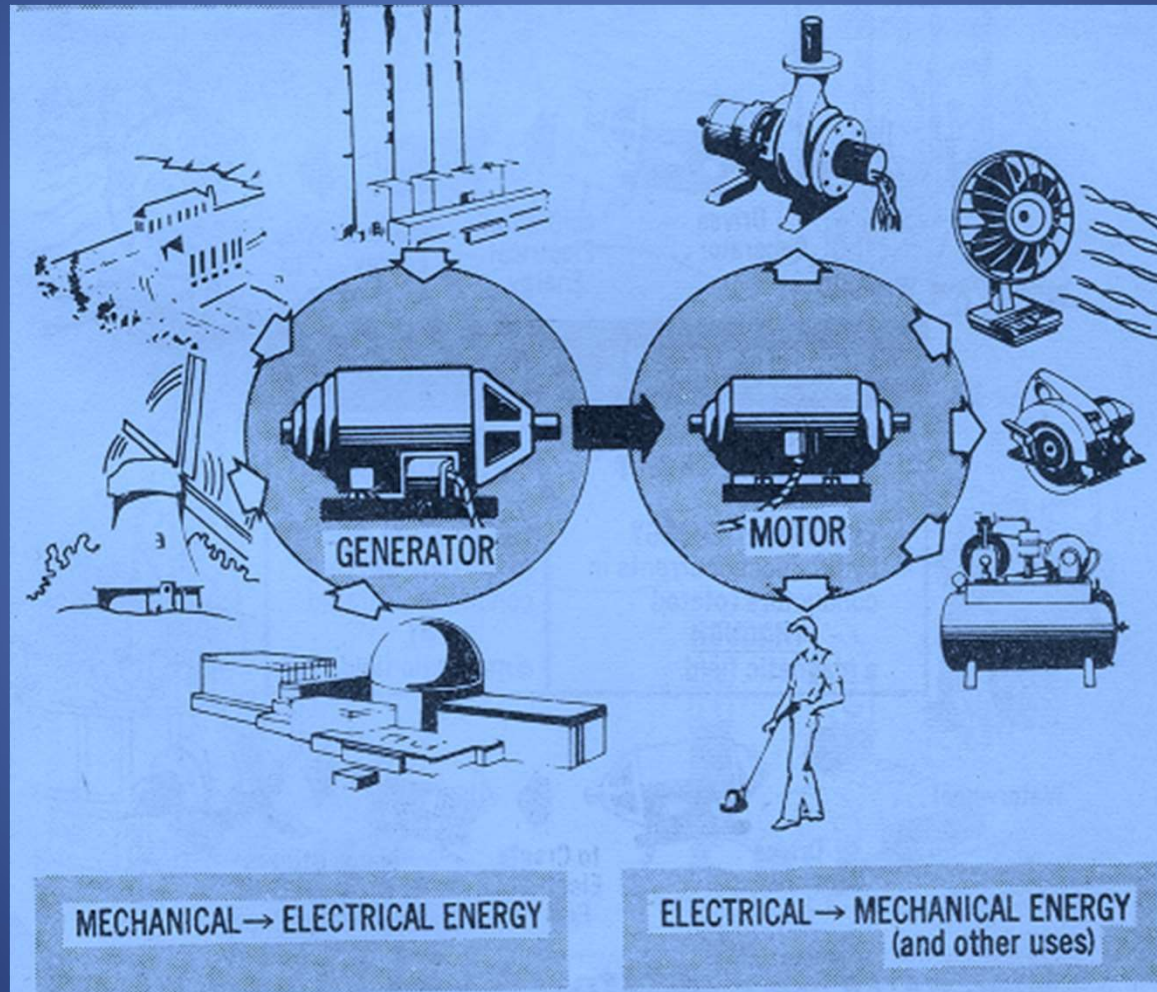 GENERATOR
MOTOR
MECHANICAL → ELECTRICAL ENERGY
ELECTRICAL → MECHANICAL ENERGY
(and other uses)